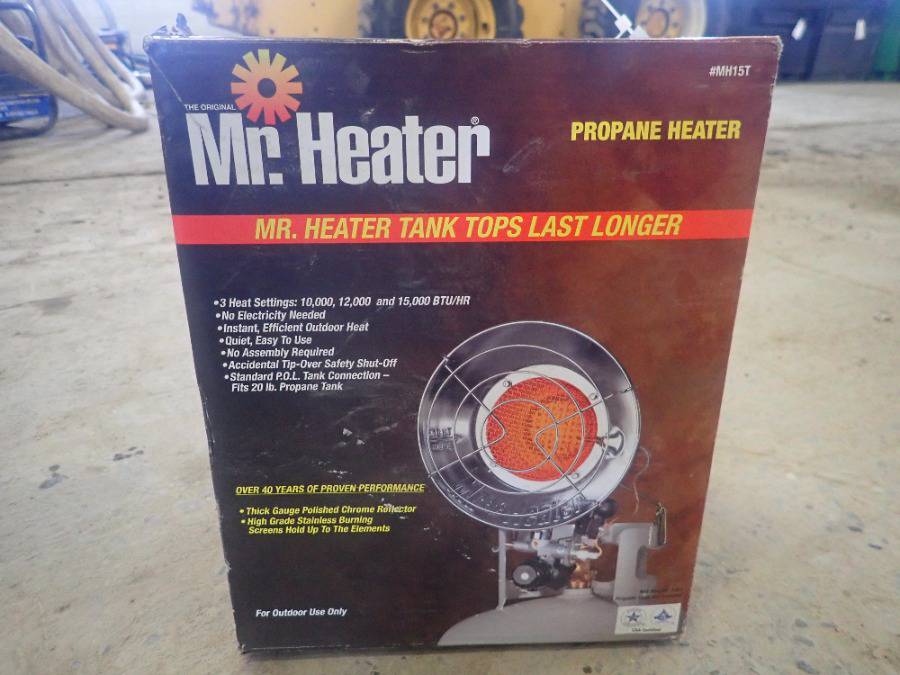 #MH15T
THE ORIGINAL
Mr. Heater®
PROPANE HEATER
MR. HEATER TANK TOPS LAST LONGER
•3 Heat Settings: 10,000, 12,000 and 15,000 BTU/HR
•No Electricity Needed
•Instant, Efficient Outdoor Heat
•Quiet, Easy To Use
•No Assembly Required
•Accidental Tip-Over Safety Shut-Off
•Standard P.O.L. Tank Connection –
Fits 20 lb. Propane Tank
OVER 40 YEARS OF PROVEN PERFORMANCE
•Thick Gauge Polished Chrome Reflector
•High Grade Stainless Burning
Screens Hold Up To The Elements
For Outdoor Use Only